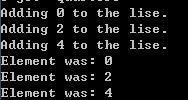 Adding 0 to the lise.
Adding 2 to the lise.
Adding 4 to the lise.
Element was: 0
Element was: 2
Element was: 4